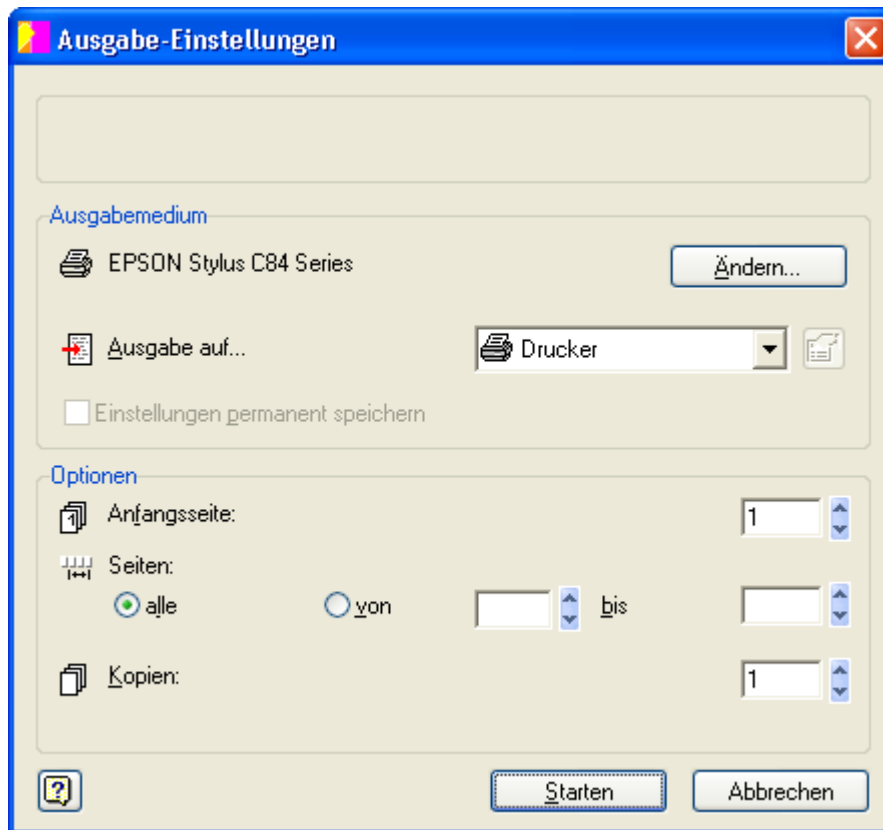 Ausgabe-Einstellungen
Ausgabemedium
EPSON Stylus C84 Series
Ändern...
Ausgabe auf...
Drucker
Einstellungen permanent speichern
Optionen
Anfangsseite:
1
Seiten:
alle
von
bis
Kopien:
1
Starten
Abbrechen